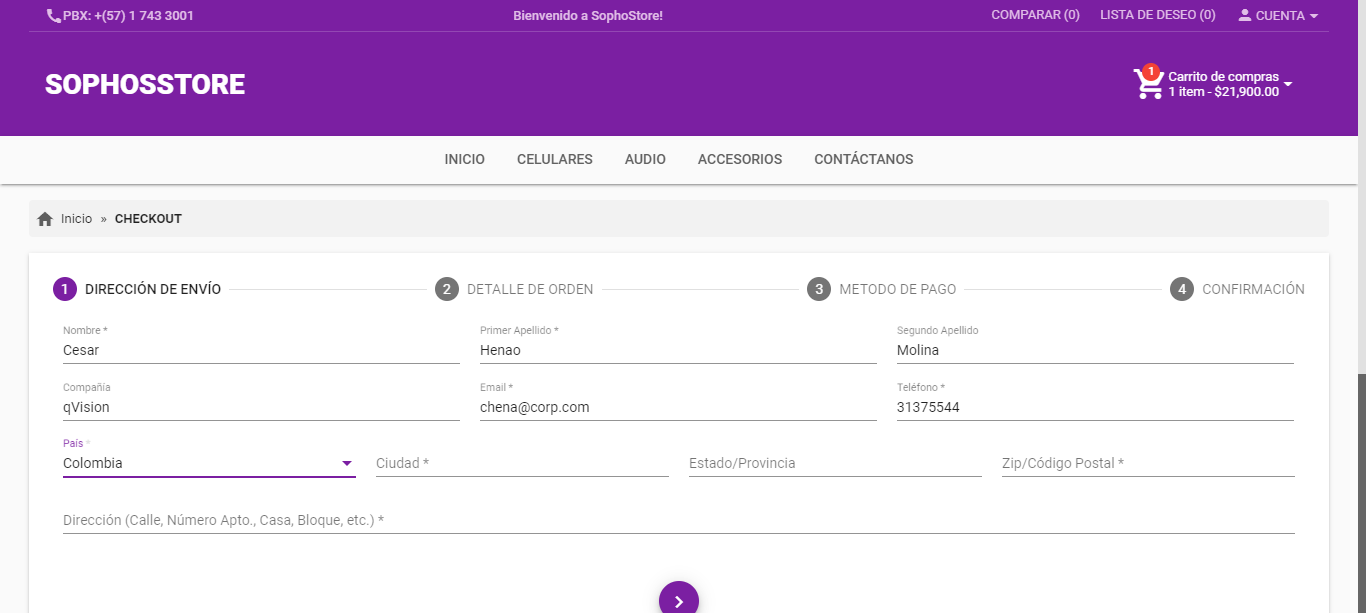 PBX: +(57) 1 743 3001
Bienvenido a SophoStore!
COMPARAR (0)
LISTA DE DESEO (0)
CUENTA
SOPHOSSTORE
1
Carrito de compras
1 item - $21,900.00
INICIO
CELULARES
AUDIO
ACCESORIOS
CONTÁCTANOS
Inicio » CHECKOUT
1 DIRECCIÓN DE ENVÍO
2 DETALLE DE ORDEN
3 METODO DE PAGO
4 CONFIRMACIÓN
Nombre *
Cesar
Primer Apellido *
Henao
Segundo Apellido
Molina
Compañía
qVision
Email *
chena@corp.com
Teléfono *
31375544
País *
Colombia
Ciudad *
Estado/Provincia
Zip/Código Postal *
Dirección (Calle, Número Apto., Casa, Bloque, etc.) *